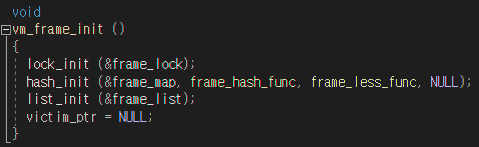 void
vm_frame_init ()
{
lock_init (&frame_lock);
hash_init (&frame_map, frame_hash_func, frame_less_func, NULL);
list_init (&frame_list);
victim_ptr = NULL;
}